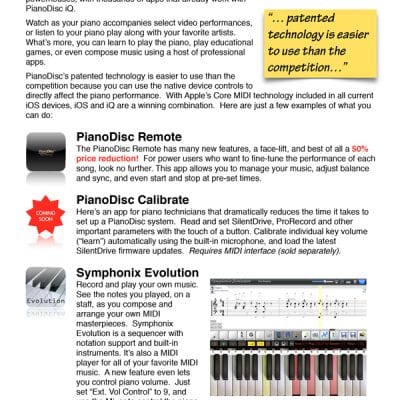 PianoDisc iQ.
Watch as your piano accompanies select video performances,
or listen to your piano play along with your favorite artists.
What's more, you can learn to play the piano, play educational
games, or even compose music using a host of professional
apps.
"… patented
technology is easier
to use than the
competition…"
PianoDisc's patented technology is easier to use than the
competition because you can use the native device controls to
directly affect the piano performance. With Apple's Core MIDI technology included in all current
iOS devices, iOS and iQ are a winning combination. Here are just a few examples of what you
can do:
PianoDisc Remote
The PianoDisc Remote has many new features, a face-lift, and best of all a 50%
price reduction! For power users who want to fine-tune the performance of each
song, look no further. This app allows you to manage your music, adjust balance
and sync, and even start and stop at pre-set times.
COMING
SOON
PianoDisc Calibrate
Here's an app for piano technicians that dramatically reduces the time it takes to
set up a PianoDisc system. Read and set SilentDrive, ProRecord and other
important parameters with the touch of a button. Calibrate individual key volume
("learn") automatically using the built-in microphone, and load the latest
SilentDrive firmware updates. Requires MIDI interface (sold separately).
Evolution
Symphonix Evolution
Record and play your own music.
See the notes you played, on a
staff, as you compose and
arrange your own MIDI
masterpieces. Symphonix
Evolution is a sequencer with
notation support and built-in
instruments. It's also a MIDI
player for all of your favorite MIDI
music. A new feature even lets
you control piano volume. Just
set "Ext. Vol Control" to 9, and